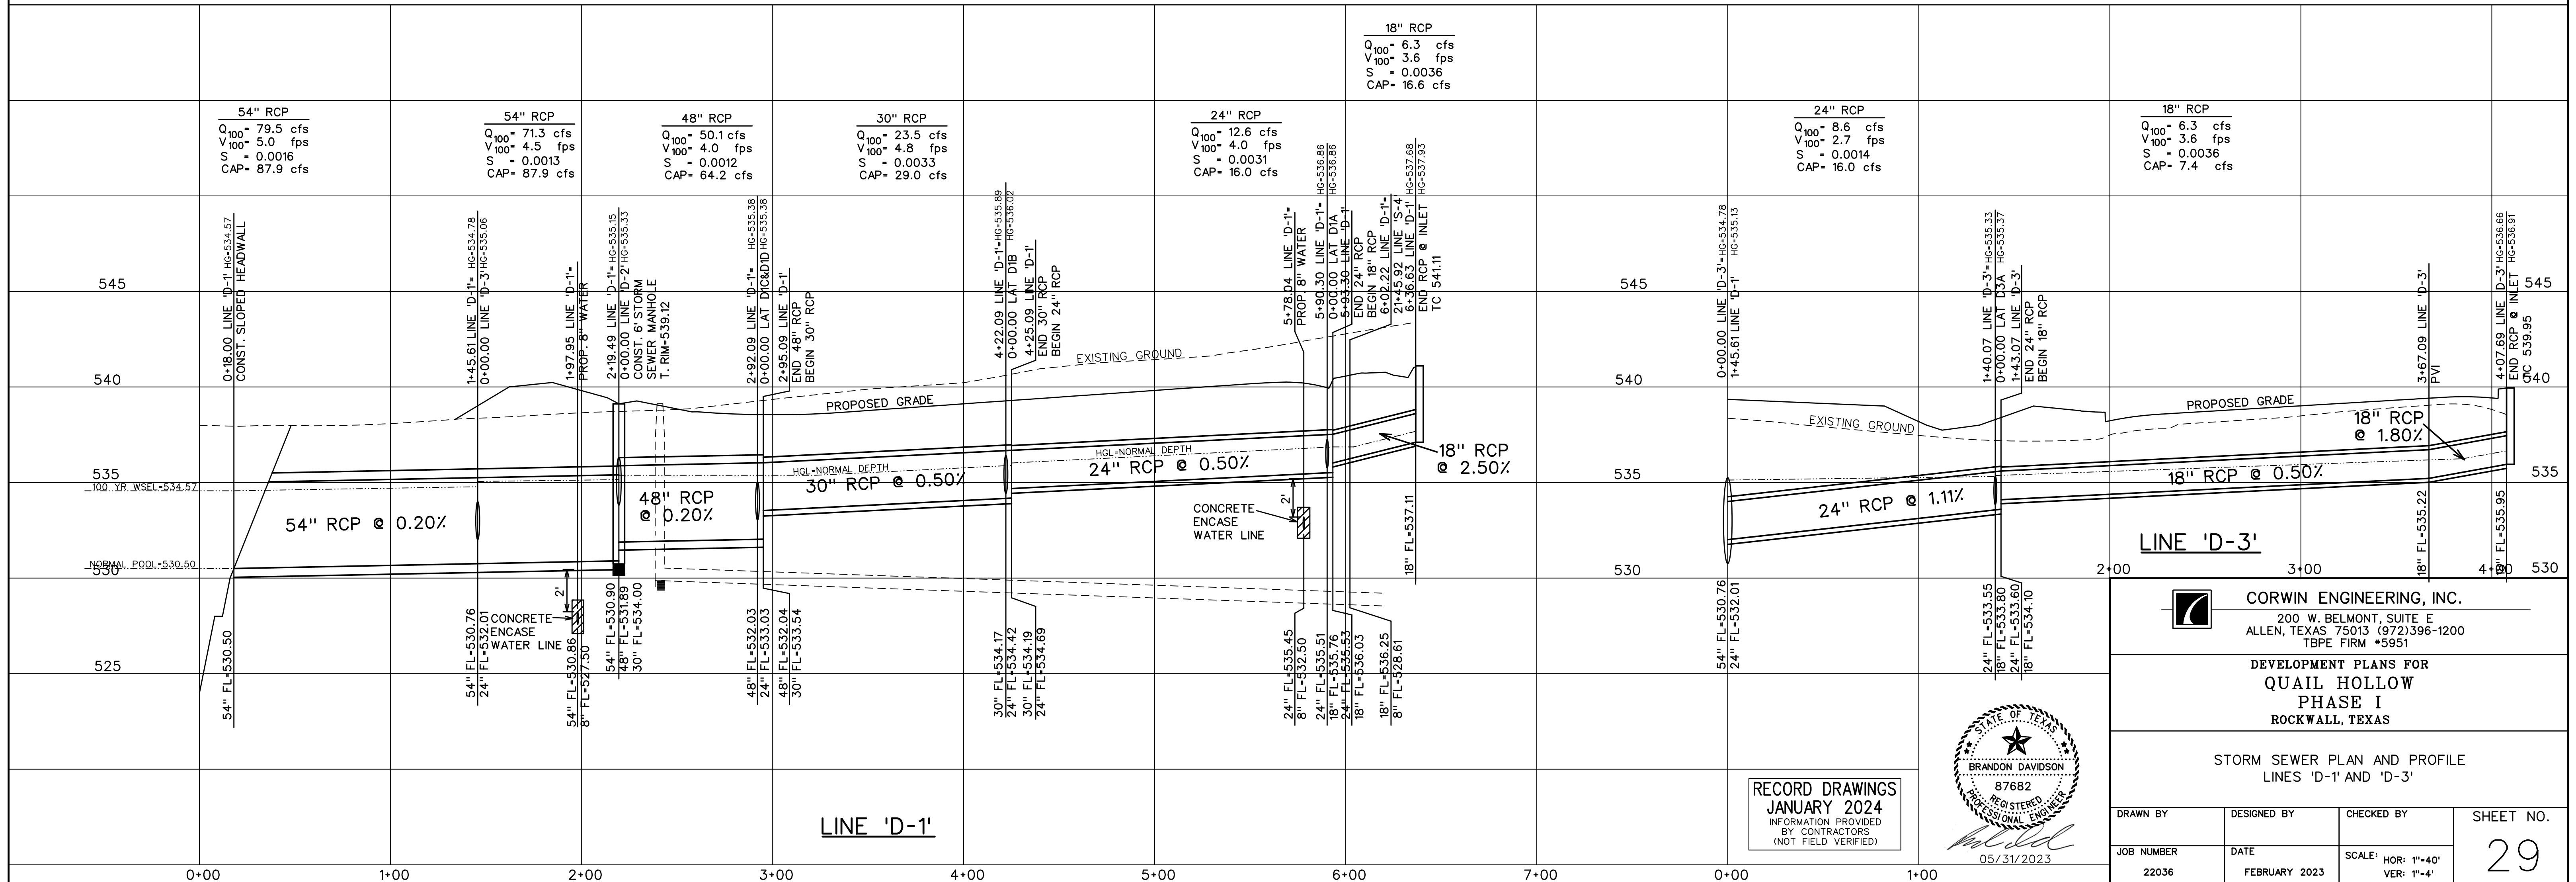 18" RCP
Q100= 6.3 cfs
V100= 3.6 fps
S = 0.0036
CAP= 16.6 cfs
54" RCP
Q100= 79.5 cfs
V100= 5.0 fps
S = 0.0016
CAP= 87.9 cfs
54" RCP
Q100= 71.3 cfs
V100= 4.5 fps
S = 0.0013
CAP= 87.9 cfs
48" RCP
Q100= 50.1 cfs
V100= 4.0 fps
S = 0.0012
CAP= 64.2 cfs
30" RCP
Q100= 23.5 cfs
V100= 4.8 fps
S = 0.0033
CAP= 29.0 cfs
24" RCP
Q100= 12.6 cfs
V100= 4.0 fps
S = 0.0031
CAP= 16.0 cfs
24" RCP
Q100= 8.6 cfs
V100= 2.7 fps
S = 0.0014
CAP= 16.0 cfs
18" RCP
Q100= 6.3 cfs
V100= 3.6 fps
S = 0.0036
CAP= 7.4 cfs
0+18.00 LINE 'D-1' HG=534.57
CONST. SLOPED HEADWALL
1+45.61 LINE 'D-1'= HG=534.78
0+00.00 LINE 'D-3' HG=535.06
1+97.95 LINE 'D-1'=
PROP. 8" WATER
2+19.49 LINE 'D-1'= HG=535.15
0+00.00 LINE 'D-2' HG=535.33
CONST. 6' STORM
SEWER MANHOLE
T. RIM=539.12
2+92.09 LINE 'D-1'= HG=535.38
0+00.00 LAT D1C&D1D HG=535.38
2+95.09 LINE 'D-1'
END 48" RCP
BEGIN 30" RCP
4+22.09 LINE 'D-1'= HG=535.89
0+00.00 LAT D1B HG=536.02
4+25.09 LINE 'D-1'
END 30" RCP
BEGIN 24" RCP
5+78.04 LINE 'D-1'=
PROP. 8" WATER
5+90.30 LINE 'D-1'= HG=536.86
0+00.00 LAT D1A HG=536.86
5+93.30 LINE 'D-1'
END 24" RCP
BEGIN 18" RCP
6+02.22 LINE 'D-1'=
21+45.92 LINE 'S-4'
6+36.63 LINE 'D-1' HG=537.68
END RCP @ INLET HG=537.93
TC 541.11
0+00.00 LINE 'D-3'= HG=534.78
1+45.61 LINE 'D-1' HG=535.13
1+40.07 LINE 'D-3'= HG=535.33
0+00.00 LAT D3A HG=535.37
1+43.07 LINE 'D-3'
END 24" RCP
BEGIN 18" RCP
3+67.09 LINE 'D-3'
PVI
4+07.69 LINE 'D-3' HG=536.66
END RCP @ INLET HG=536.91
TC 539.95
545
545
545
540
540
540
535
535
535
530
530
530
525
EXISTING GROUND
PROPOSED GRADE
EXISTING GROUND
PROPOSED GRADE
100 YR WSEL=534.57
NORMAL POOL=530.50
54" RCP @ 0.20%
48" RCP
@ 0.20%
HGL=NORMAL DEPTH
30" RCP @ 0.50%
HGL=NORMAL DEPTH
24" RCP @ 0.50%
18" RCP
@ 2.50%
24" RCP @ 1.11%
18" RCP @ 0.50%
18" RCP
@ 1.80%
2'
CONCRETE
ENCASE
WATER LINE
2'
CONCRETE
ENCASE
WATER LINE
54" FL=530.50
54" FL=530.76
24" FL=532.01
54" FL=530.86
8" FL=527.50
54" FL=530.90
48" FL=531.89
30" FL=534.00
48" FL=532.03
24" FL=533.03
48" FL=532.04
30" FL=533.54
30" FL=534.17
24" FL=534.42
30" FL=534.19
24" FL=534.69
24" FL=535.45
8" FL=532.50
24" FL=535.51
18" FL=535.76
24" FL=535.53
18" FL=536.03
18" FL=536.25
8" FL=528.61
18" FL=537.11
54" FL=530.76
24" FL=532.01
24" FL=533.55
18" FL=533.80
24" FL=533.60
18" FL=534.10
18" FL=535.22
18" FL=535.95
LINE 'D-1'
LINE 'D-3'
0+00
1+00
2+00
3+00
4+00
5+00
6+00
7+00
0+00
1+00
2+00
3+00
4+00
RECORD DRAWINGS
JANUARY 2024
INFORMATION PROVIDED
BY CONTRACTORS
(NOT FIELD VERIFIED)
STATE OF TEXAS
BRANDON DAVIDSON
87682
REGISTERED
PROFESSIONAL ENGINEER
05/31/2023
CORWIN ENGINEERING, INC.
200 W. BELMONT, SUITE E
ALLEN, TEXAS 75013 (972)396-1200
TBPE FIRM #5951
DEVELOPMENT PLANS FOR
QUAIL HOLLOW
PHASE I
ROCKWALL, TEXAS
STORM SEWER PLAN AND PROFILE
LINES 'D-1' AND 'D-3'
DRAWN BY
DESIGNED BY
CHECKED BY
SHEET NO.
29
JOB NUMBER
22036
DATE
FEBRUARY 2023
SCALE: HOR: 1"=40'
VER: 1"=4'